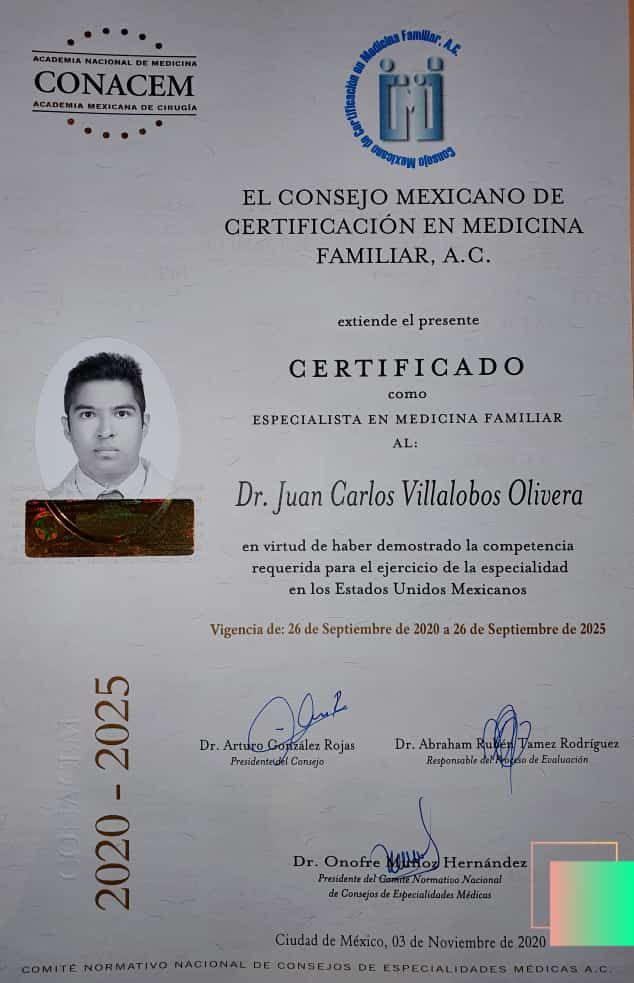 ACADEMIA NACIONAL DE MEDICINA
CONACEM
ACADEMIA MEXICANA DE CIRUGÍA
Consejo Mexicano de Certificación en Medicina Familiar, A.C.
EL CONSEJO MEXICANO DE
CERTIFICACIÓN EN MEDICINA
FAMILIAR, A.C.
extiende el presente
CERTIFICADO
como
ESPECIALISTA EN MEDICINA FAMILIAR
AL:
Dr. Juan Carlos Villalobos Olivera
en virtud de haber demostrado la competencia
requerida para el ejercicio de la especialidad
en los Estados Unidos Mexicanos
Vigencia de: 26 de Septiembre de 2020 a 26 de Septiembre de 2025
CONACEM
2020 - 2025
Dr. Arturo González Rojas
Presidente del Consejo
Dr. Abraham Rubén Tamez Rodríguez
Responsable del Proceso de Evaluación
Dr. Onofre Muñoz Hernández
Presidente del Comité Normativo Nacional
de Consejos de Especialidades Médicas
Ciudad de México, 03 de Noviembre de 2020
COMITÉ NORMATIVO NACIONAL DE CONSEJOS DE ESPECIALIDADES MÉDICAS A.C.